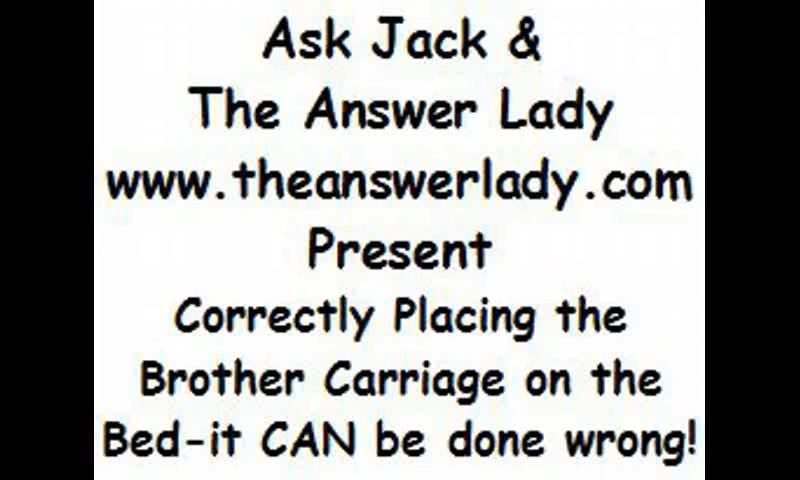 Ask Jack &
The Answer Lady
www.theanswerlady.com
Present
Correctly Placing the
Brother Carriage on the
Bed-it CAN be done wrong!